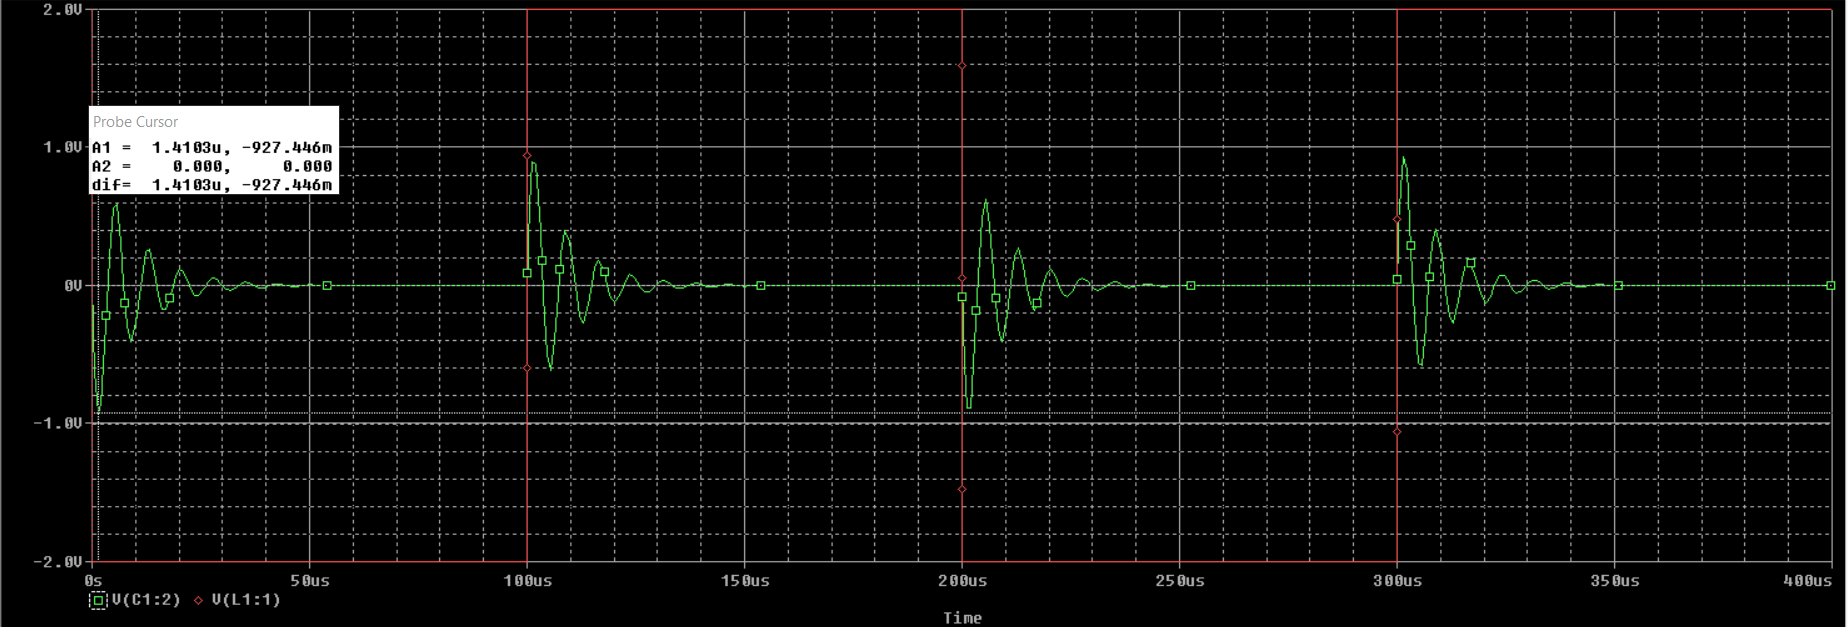 2.0V
Probe Cursor
A1 = 1.4103u, -927.446m
A2 = 0.000, 0.000
dif= 1.4103u, -927.446m
1.0V
0V
-1.0V
-2.0V
0s 50us 100us 150us 200us 250us 300us 350us 400us
V(C1:2) V(L1:1)
Time